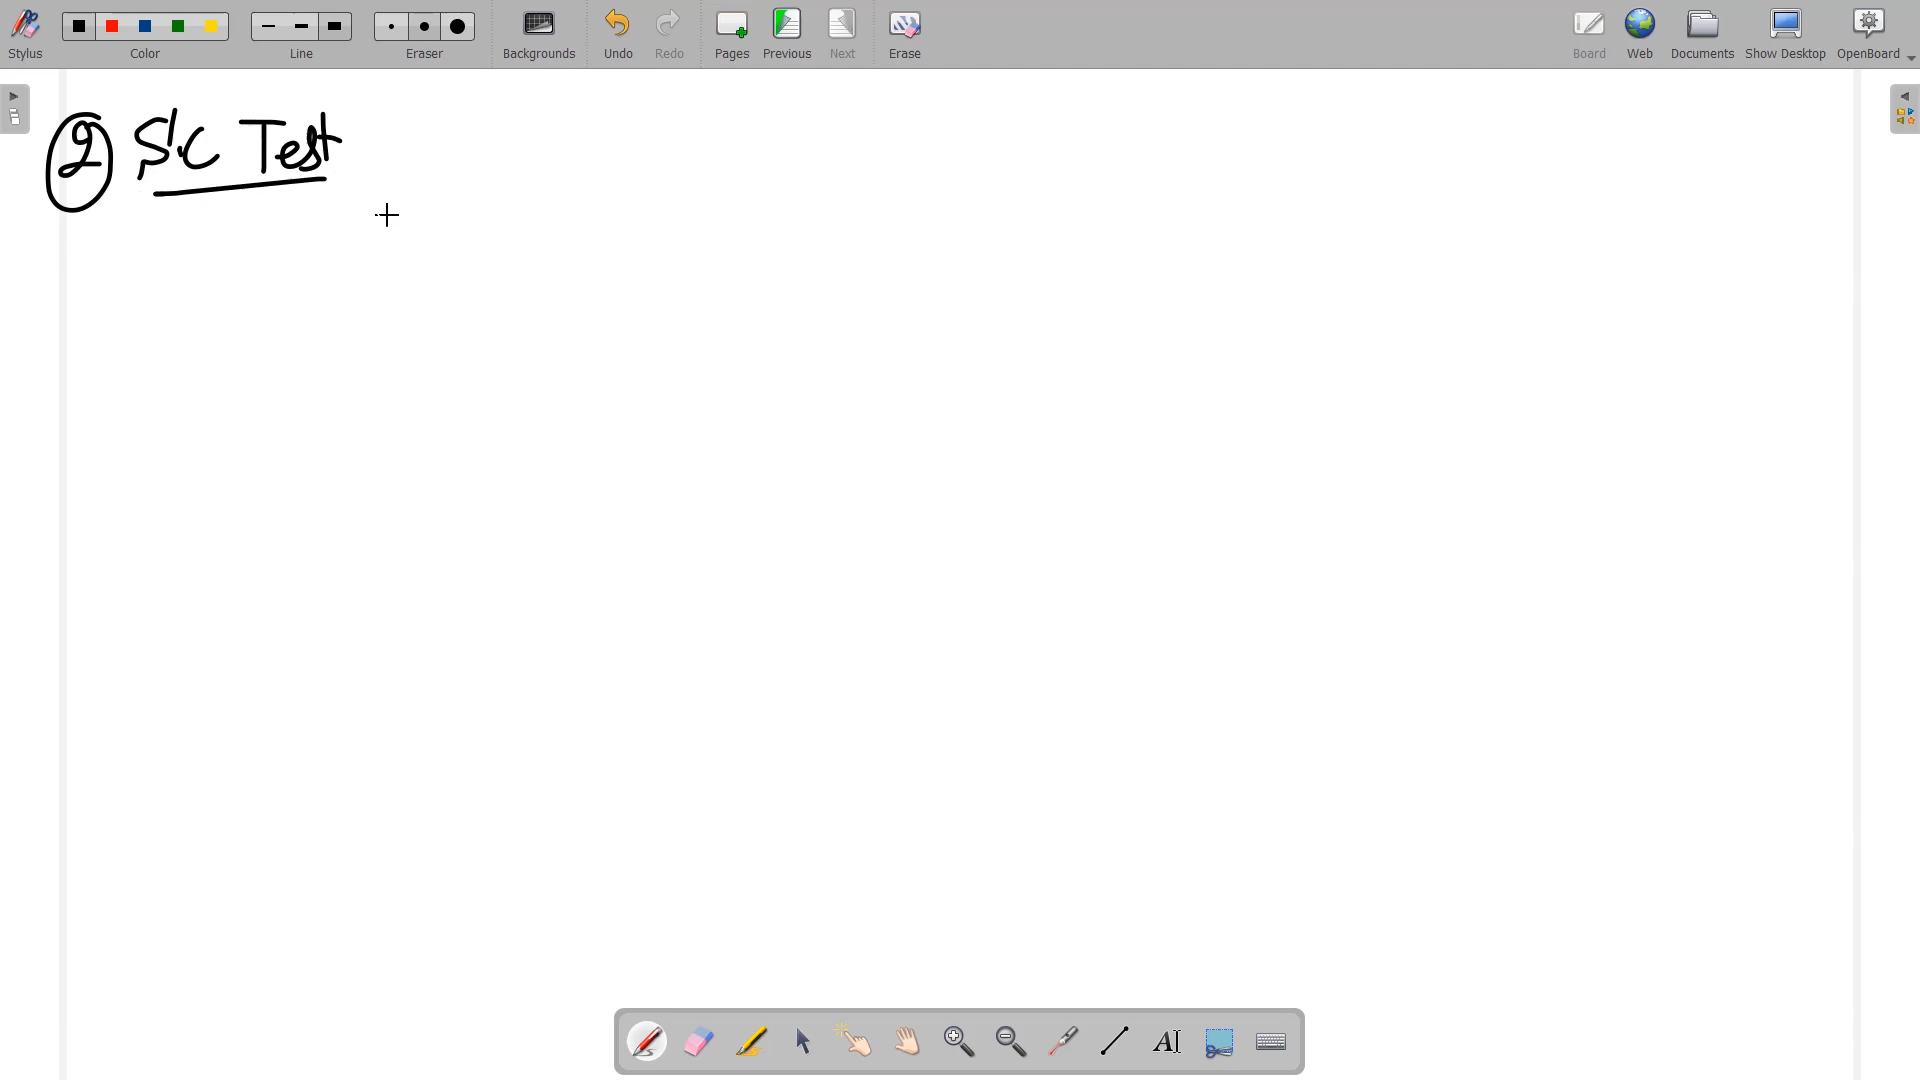 Stylus
Color
Line
Eraser
Backgrounds
Undo
Redo
Pages
Previous
Next
Erase
Board
Web
Documents
Show Desktop
OpenBoard
② S.C Test